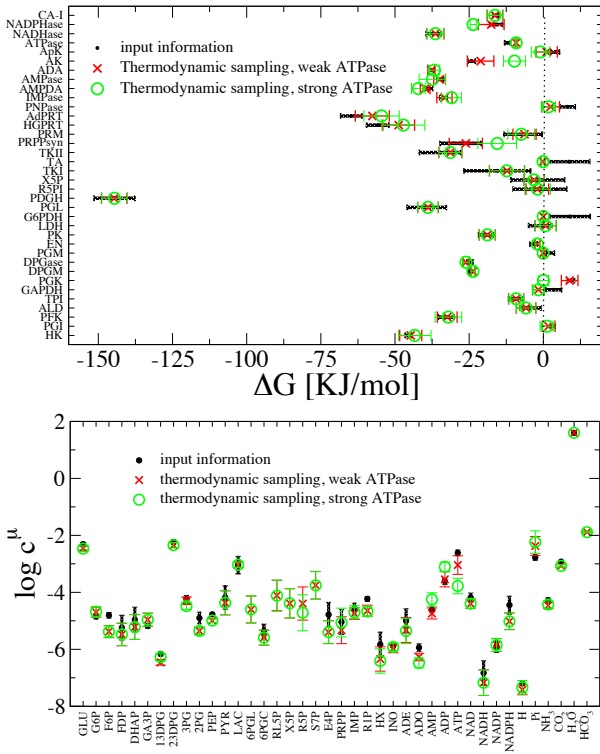 CA-I
NADPHase
NADHase
ATPase
ApK
AK
ADA
AMPase
AMPDA
IMPase
PNPase
AdPRT
HGPRT
PRM
PRPPsyn
TKII
TA
TKI
X5P
R5PI
PDGH
PGL
G6PDH
LDH
PK
EN
PGM
DPGase
DPGM
PGK
GAPDH
TPI
ALD
PFK
PGI
HK
input information
Thermodynamic sampling, weak ATPase
Thermodynamic sampling, strong ATPase
-150 -125 -100 -75 -50 -25 0
ΔG [KJ/mol]
log c^μ
2
0
-2
-4
-6
-8
input information
thermodynamic sampling, weak ATPase
thermodynamic sampling, strong ATPase
GLU
G6P
F6P
FDP
DHAP
GA3P
13DPG
23DPG
3PG
2PG
PEP
PYR
LAC
6PGL
6PGC
RL5P
X5P
R5P
S7P
E4P
PRPP
IMP
R1P
HX
INO
ADE
ADO
AMP
ADP
ATP
NAD
NADH
NADP
NADPH
H
Pi
NH₃
CO₂
H₂O
HCO₃